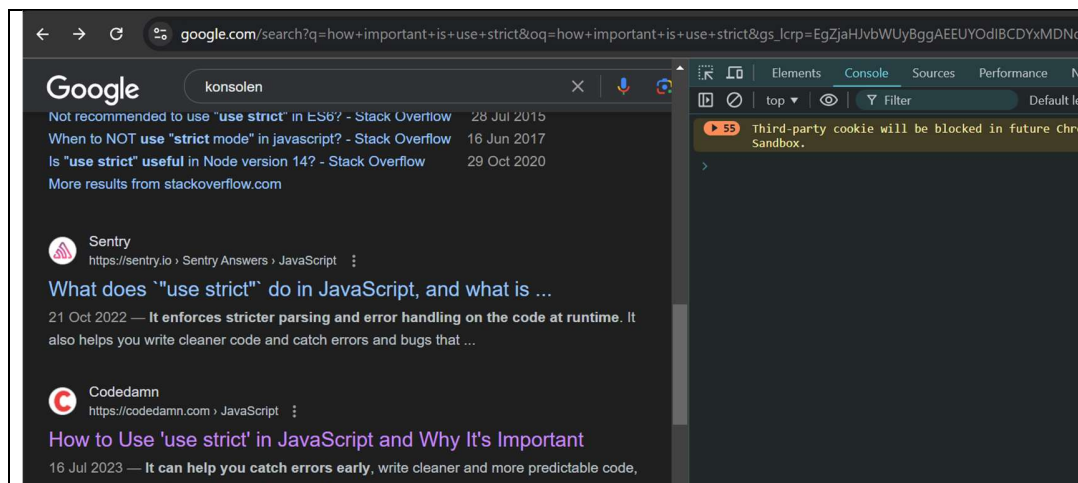 google.com/search?q=how+important+is+use+strict&oq=how+important+is+use+strict&gs_lcrp=EgZjaHJvbWUyBggAEEUYOdIBCDYxMDNc
Google
konsolen
Not recommended to use "use strict" in ES6? - Stack Overflow 28 Jul 2015
When to NOT use "strict mode" in javascript? - Stack Overflow 16 Jun 2017
Is "use strict" useful in Node version 14? - Stack Overflow 29 Oct 2020
More results from stackoverflow.com
Sentry
https://sentry.io › Sentry Answers › JavaScript
What does `"use strict"` do in JavaScript, and what is ...
21 Oct 2022 — It enforces stricter parsing and error handling on the code at runtime. It
also helps you write cleaner code and catch errors and bugs that ...
Codedamn
https://codedamn.com › JavaScript
How to Use 'use strict' in JavaScript and Why It's Important
16 Jul 2023 — It can help you catch errors early, write cleaner and more predictable code,
Elements Console Sources Performance N
top Filter Default le
55 Third-party cookie will be blocked in future Chr
Sandbox.